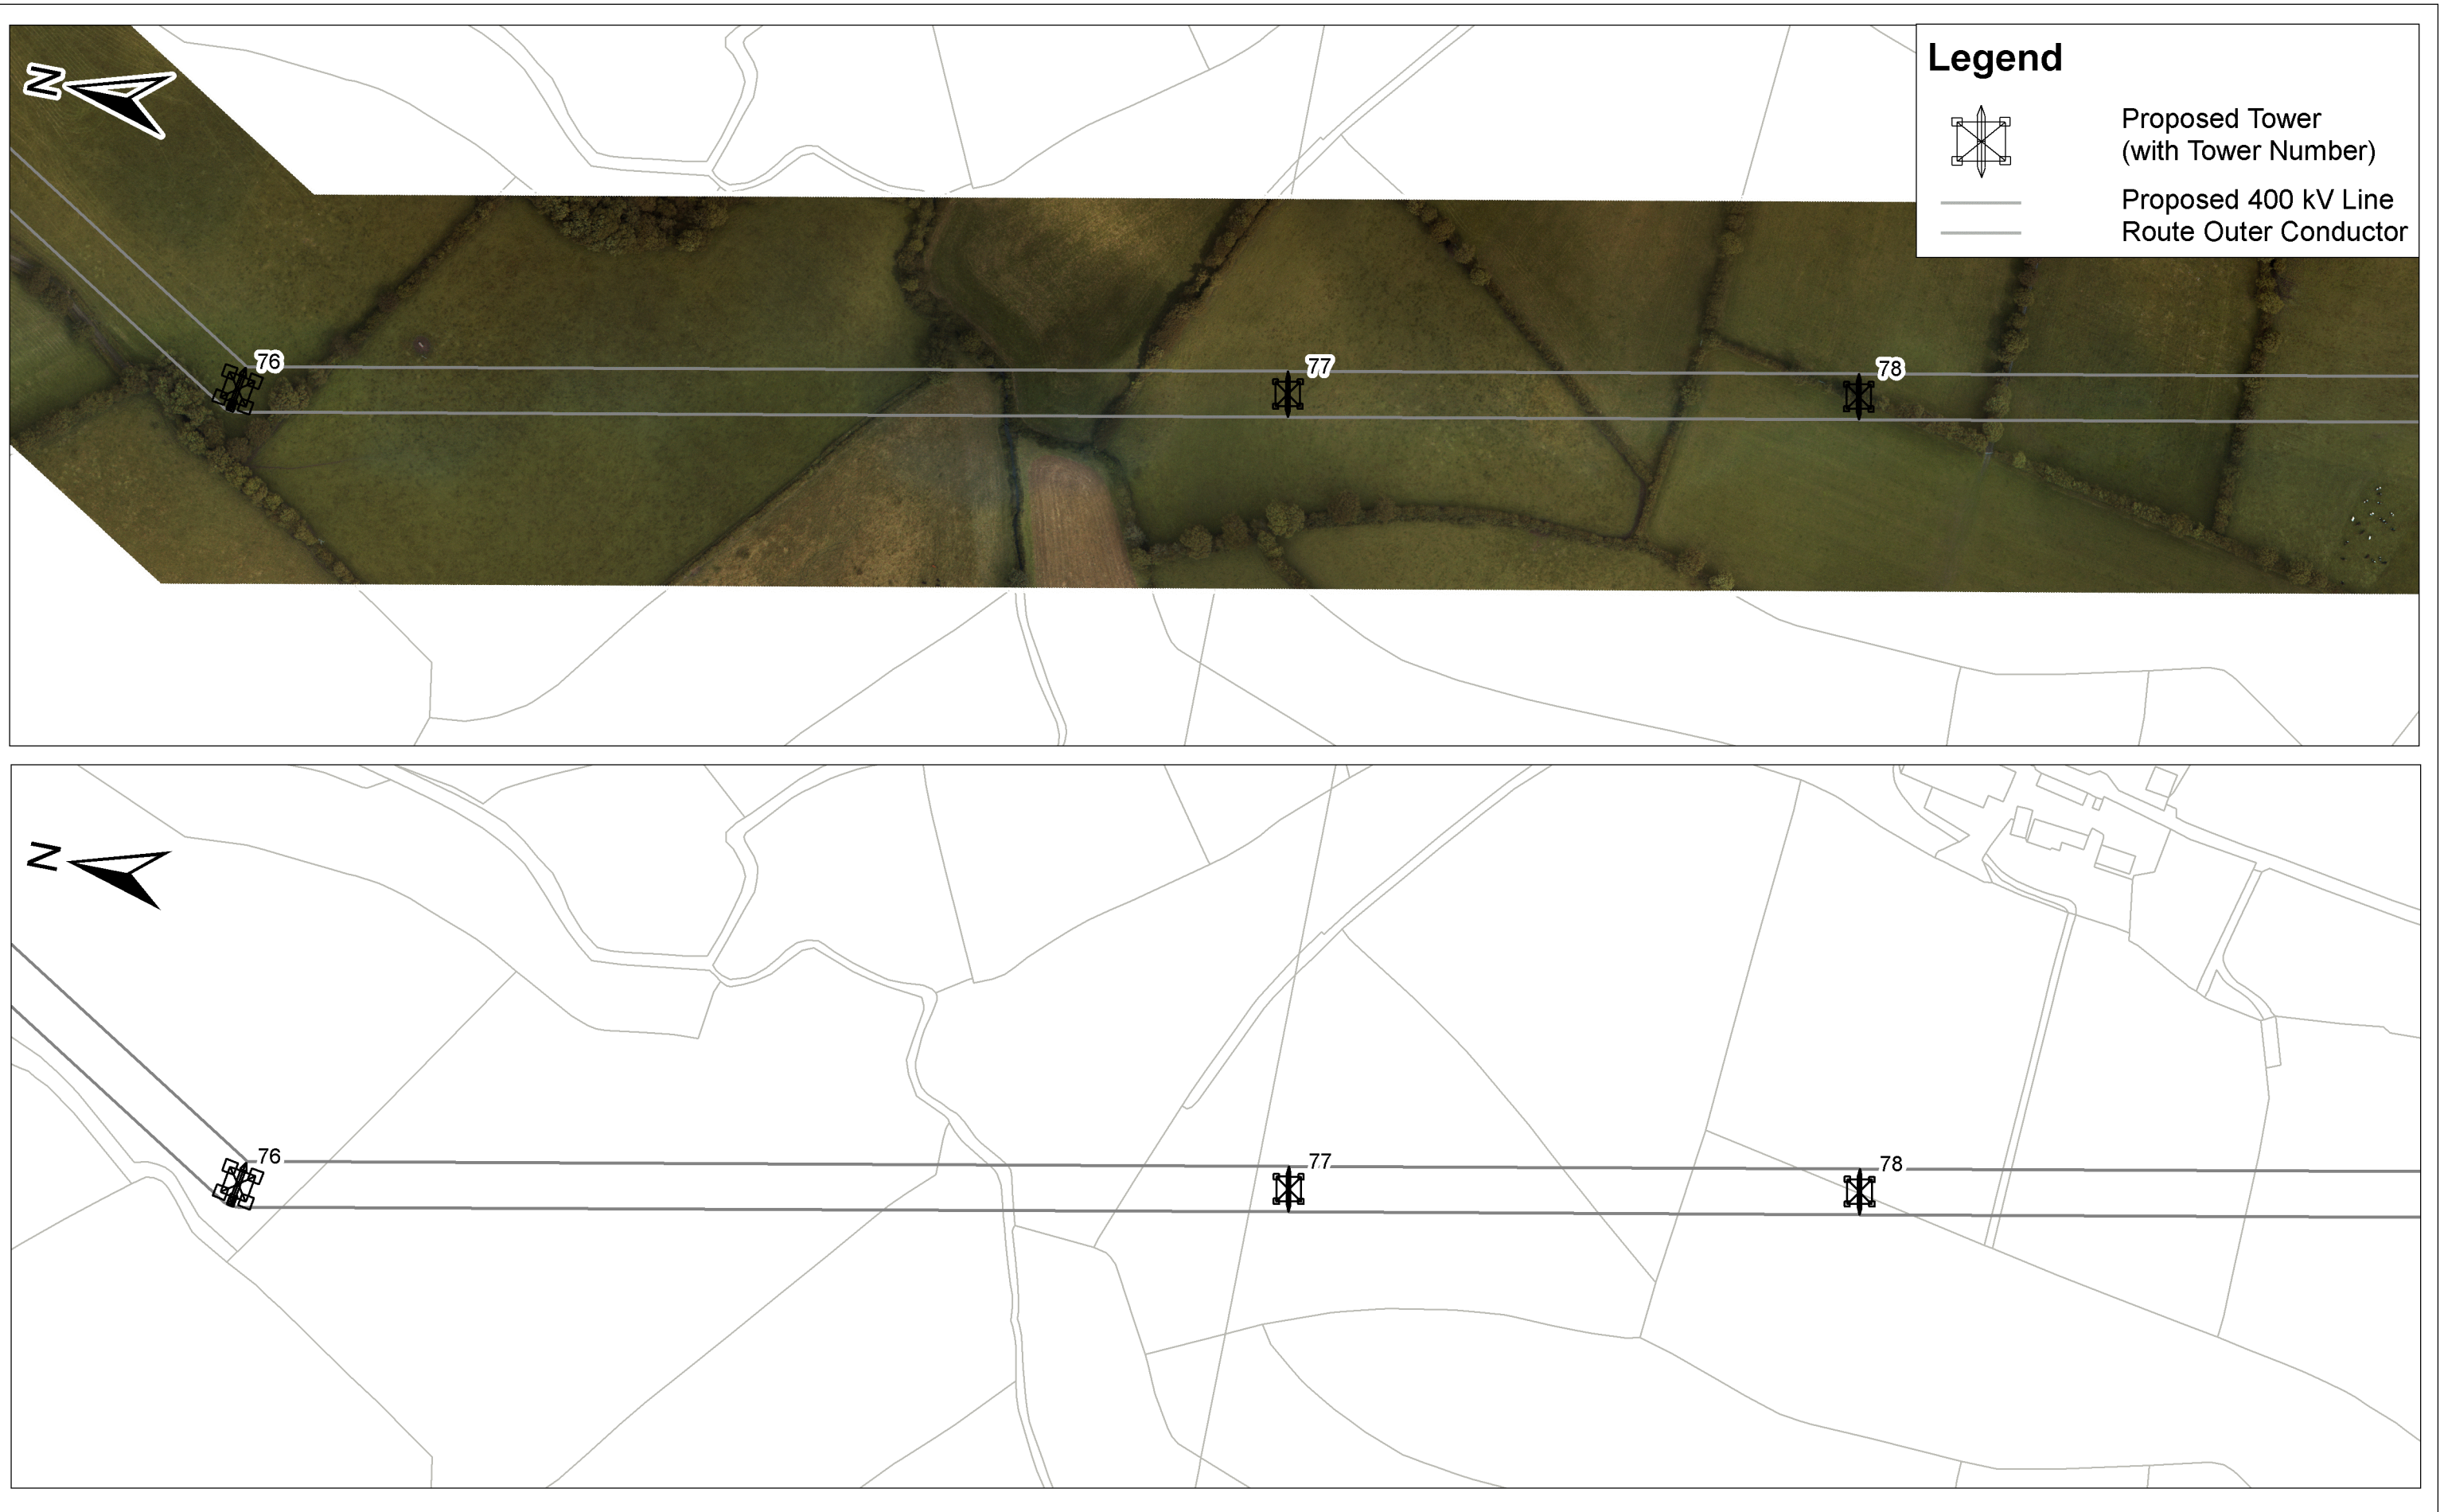 N
Legend
Proposed Tower
(with Tower Number)
Proposed 400 kV Line
Route Outer Conductor
76
77
78
N
76
77
78